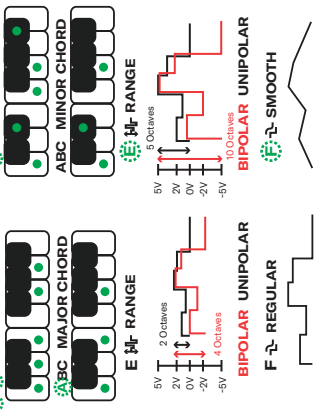 ABC MAJOR CHORD
ABC MINOR CHORD
E RANGE
E RANGE
5V
2 Octaves
2V
0V
-2V
4 Octaves
-5V
BIPOLAR UNIPOLAR
5V
5 Octaves
2V
0V
-2V
10 Octaves
-5V
BIPOLAR UNIPOLAR
F REGULAR
F SMOOTH